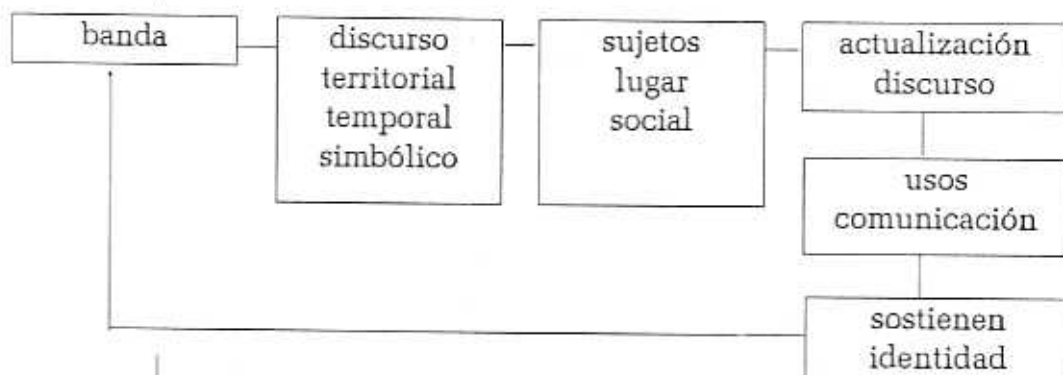 banda
discurso
territorial
temporal
simbólico
sujetos
lugar
social
actualización
discurso
usos
comunicación
sostienen
identidad